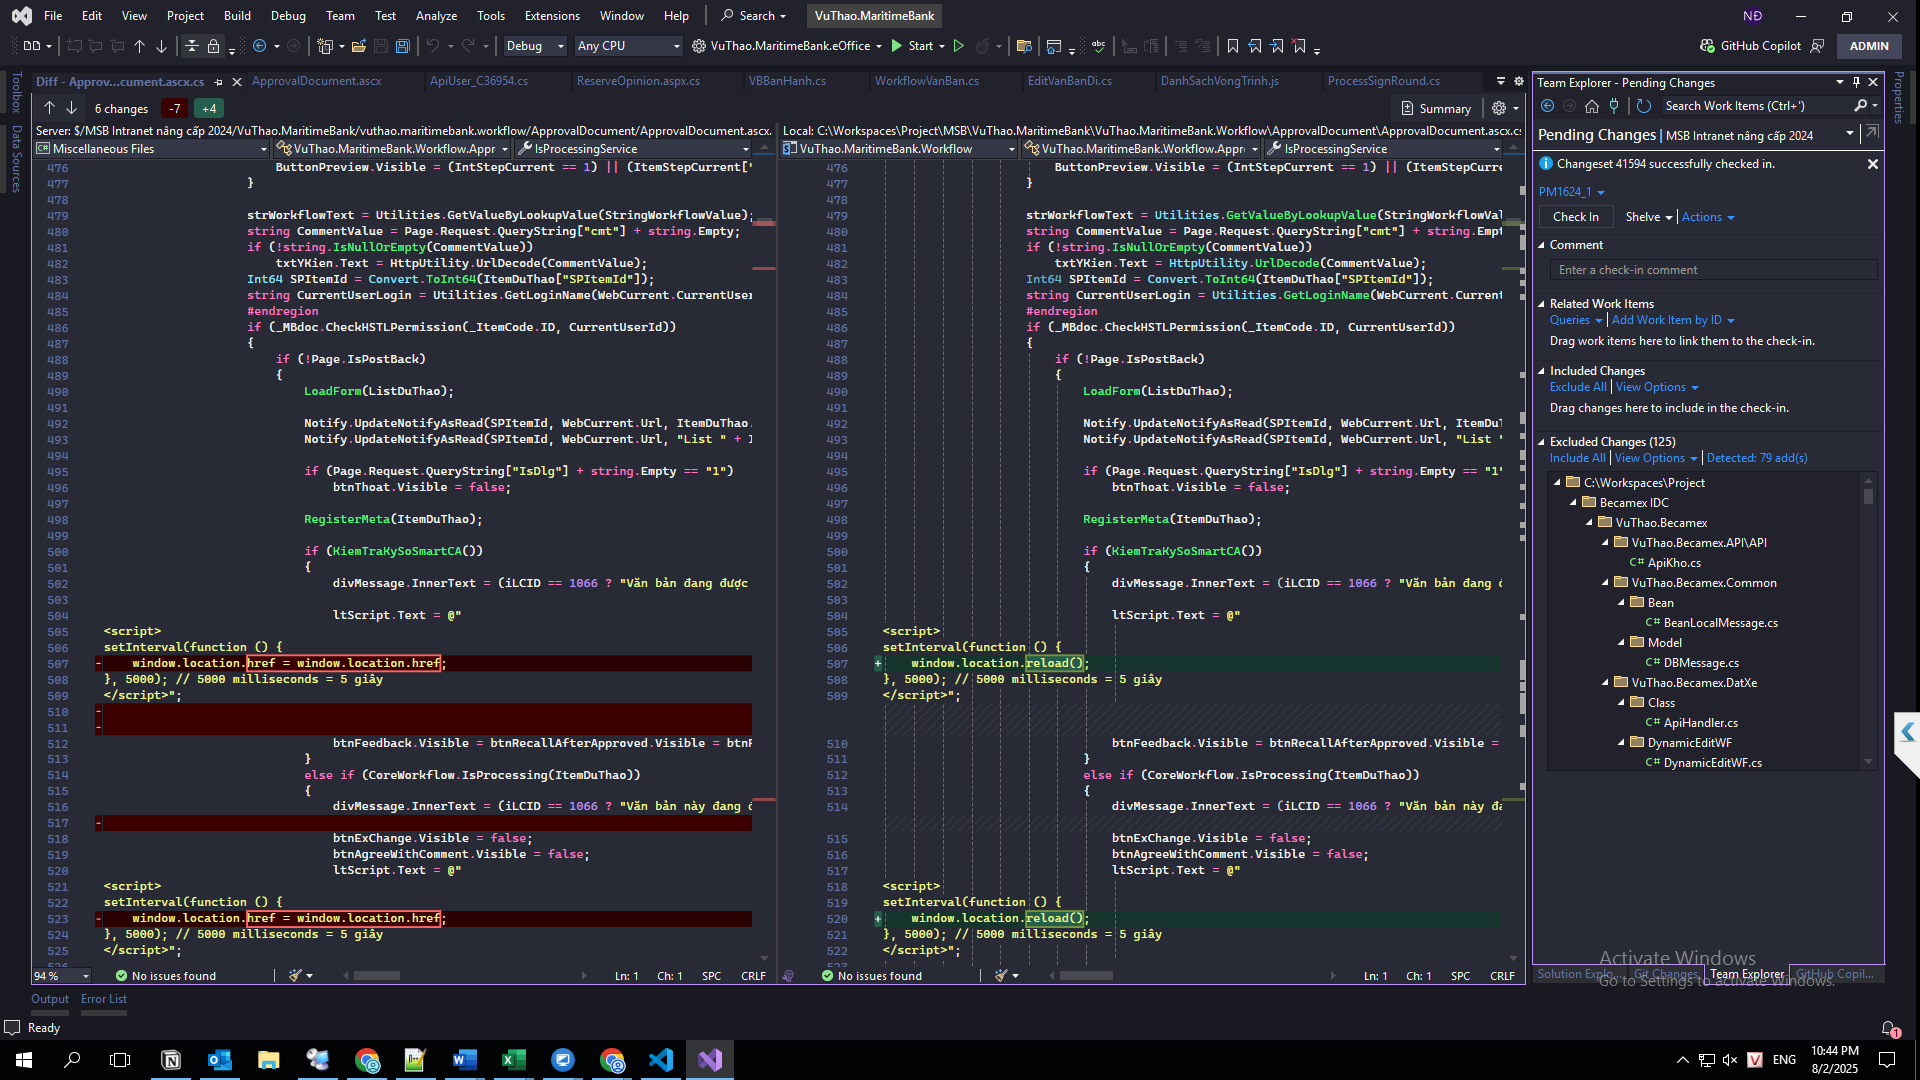 File Edit View Project Build Debug Team Test Analyze Tools Extensions Window Help Search VuThao.MaritimeBank NĐ
Debug Any CPU VuThao.MaritimeBank.eOffice Start GitHub Copilot ADMIN
Toolbox
Data Sources
Diff - Approv...cument.ascx.cs ApprovalDocument.ascx ApiUser_C36954.cs ReserveOpinion.aspx.cs VBBanHanh.cs WorkflowVanBan.cs EditVanBanDi.cs DanhSachVongTrinh.js ProcessSignRound.cs
6 changes -7 +4 Summary
Server: $/MSB Intranet nâng cấp 2024/VuThao.MaritimeBank/vuthao.maritimebank.workflow/ApprovalDocument/ApprovalDocument.ascx.
Miscellaneous Files VuThao.MaritimeBank.Workflow.Appr IsProcessingService
476 ButtonPreview.Visible = (IntStepCurrent == 1) || (ItemStepCurrent["
477 }
478
479 strWorkflowText = Utilities.GetValueByLookupValue(StringWorkflowValue);
480 string CommentValue = Page.Request.QueryString["cmt"] + string.Empty;
481 if (!string.IsNullOrEmpty(CommentValue))
482 txtYKien.Text = HttpUtility.UrlDecode(CommentValue);
483 Int64 SPItemId = Convert.ToInt64(ItemDuThao["SPItemId"]);
484 string CurrentUserLogin = Utilities.GetLoginName(WebCurrent.CurrentUser
485 #endregion
486 if (_MBdoc.CheckHSTLPermission(_ItemCode.ID, CurrentUserId))
487 {
488 if (!Page.IsPostBack)
489 {
490 LoadForm(ListDuThao);
491
492 Notify.UpdateNotifyAsRead(SPItemId, WebCurrent.Url, ItemDuThao.
493 Notify.UpdateNotifyAsRead(SPItemId, WebCurrent.Url, "List " + I
494
495 if (Page.Request.QueryString["IsDlg"] + string.Empty == "1")
496 btnThoat.Visible = false;
497
498 RegisterMeta(ItemDuThao);
499
500 if (KiemTraKySoSmartCA())
501 {
502 divMessage.InnerText = (iLCID == 1066 ? "Văn bản đang được
503
504 ltScript.Text = @"
505 <script>
506 setInterval(function () {
507 - window.location.href = window.location.href;
508 }, 5000); // 5000 milliseconds = 5 giây
509 </script>";
510 -
511 -
512 btnFeedback.Visible = btnRecallAfterApproved.Visible = btnF
513 }
514 else if (CoreWorkflow.IsProcessing(ItemDuThao))
515 {
516 divMessage.InnerText = (iLCID == 1066 ? "Văn bản này đang đ
517 -
518 btnExChange.Visible = false;
519 btnAgreeWithComment.Visible = false;
520 ltScript.Text = @"
521 <script>
522 setInterval(function () {
523 - window.location.href = window.location.href;
524 }, 5000); // 5000 milliseconds = 5 giây
525 </script>";
94 % No issues found Ln: 1 Ch: 1 SPC CRLF
Local: C:\Workspaces\Project\MSB\VuThao.MaritimeBank\VuThao.MaritimeBank.Workflow\ApprovalDocument\ApprovalDocument.ascx.cs
VuThao.MaritimeBank.Workflow VuThao.MaritimeBank.Workflow.Appr IsProcessingService
476 ButtonPreview.Visible = (IntStepCurrent == 1) || (ItemStepCurre
477 }
478
479 strWorkflowText = Utilities.GetValueByLookupValue(StringWorkflowVal
480 string CommentValue = Page.Request.QueryString["cmt"] + string.Empt
481 if (!string.IsNullOrEmpty(CommentValue))
482 txtYKien.Text = HttpUtility.UrlDecode(CommentValue);
483 Int64 SPItemId = Convert.ToInt64(ItemDuThao["SPItemId"]);
484 string CurrentUserLogin = Utilities.GetLoginName(WebCurrent.Current
485 #endregion
486 if (_MBdoc.CheckHSTLPermission(_ItemCode.ID, CurrentUserId))
487 {
488 if (!Page.IsPostBack)
489 {
490 LoadForm(ListDuThao);
491
492 Notify.UpdateNotifyAsRead(SPItemId, WebCurrent.Url, ItemDuT
493 Notify.UpdateNotifyAsRead(SPItemId, WebCurrent.Url, "List "
494
495 if (Page.Request.QueryString["IsDlg"] + string.Empty == "1"
496 btnThoat.Visible = false;
497
498 RegisterMeta(ItemDuThao);
499
500 if (KiemTraKySoSmartCA())
501 {
502 divMessage.InnerText = (iLCID == 1066 ? "Văn bản đang đ
503
504 ltScript.Text = @"
505 <script>
506 setInterval(function () {
507 + window.location.reload();
508 }, 5000); // 5000 milliseconds = 5 giây
509 </script>";
510 btnFeedback.Visible = btnRecallAfterApproved.Visible =
511 }
512 else if (CoreWorkflow.IsProcessing(ItemDuThao))
513 {
514 divMessage.InnerText = (iLCID == 1066 ? "Văn bản này đa
515 btnExChange.Visible = false;
516 btnAgreeWithComment.Visible = false;
517 ltScript.Text = @"
518 <script>
519 setInterval(function () {
520 + window.location.reload();
521 }, 5000); // 5000 milliseconds = 5 giây
522 </script>";
No issues found Ln: 1 Ch: 1 SPC CRLF
Team Explorer - Pending Changes
Search Work Items (Ctrl+')
Pending Changes | MSB Intranet nâng cấp 2024
Changeset 41594 successfully checked in.
PM1624_1
Check In Shelve Actions
Comment
Enter a check-in comment
Related Work Items
Queries Add Work Item by ID
Drag work items here to link them to the check-in.
Included Changes
Exclude All View Options
Drag changes here to include in the check-in.
Excluded Changes (125)
Include All View Options Detected: 79 add(s)
C:\Workspaces\Project
Becamex IDC
VuThao.Becamex
VuThao.Becamex.API\API
C# ApiKho.cs
VuThao.Becamex.Common
Bean
C# BeanLocalMessage.cs
Model
C# DBMessage.cs
VuThao.Becamex.DatXe
Class
C# ApiHandler.cs
DynamicEditWF
C# DynamicEditWF.cs
Properties
Solution Explo... Git Changes Team Explorer GitHub Copil...
Activate Windows
Go to Settings to activate Windows.
Output Error List
Ready
1
ENG
10:44 PM
8/2/2025